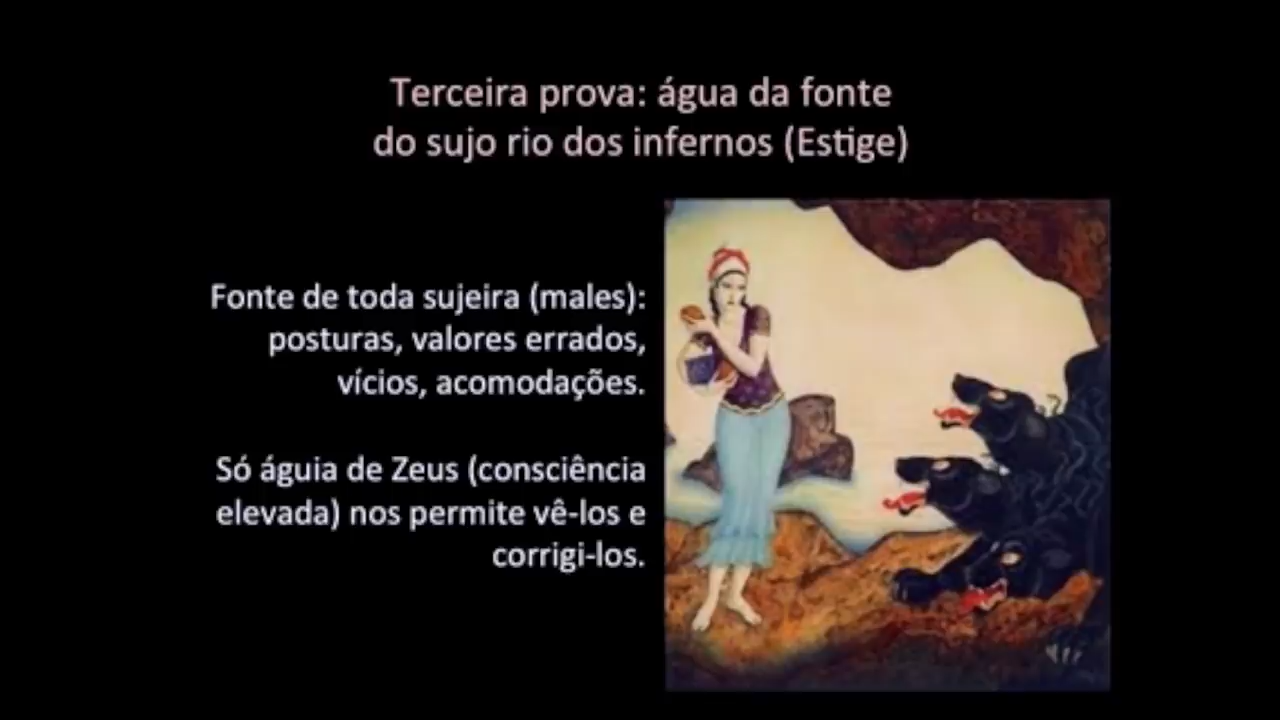 Terceira prova: água da fonte
do sujo rio dos infernos (Estige)
Fonte de toda sujeira (males):
posturas, valores errados,
vícios, acomodações.
Só águia de Zeus (consciência
elevada) nos permite vê-los e
corrigi-los.